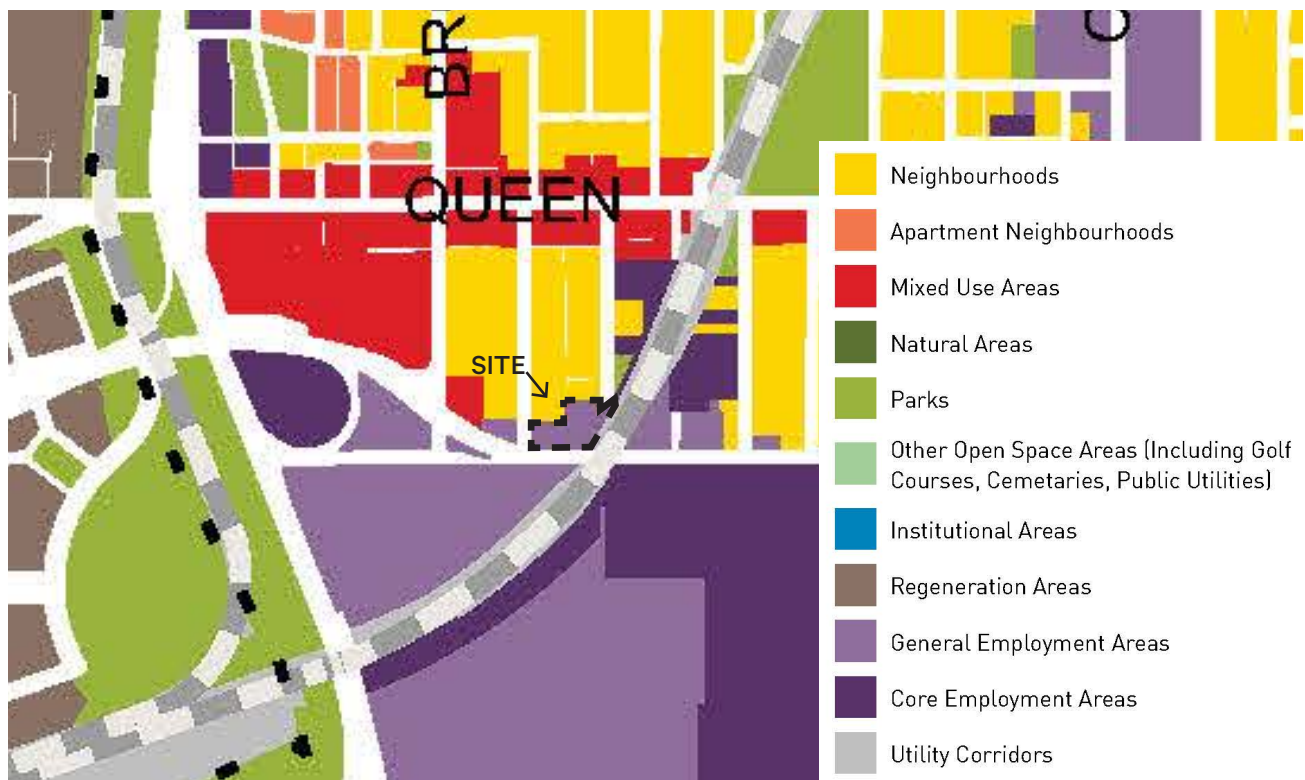 BR
QUEEN
SITE
Neighbourhoods
Apartment Neighbourhoods
Mixed Use Areas
Natural Areas
Parks
Other Open Space Areas (Including Golf
Courses, Cemetaries, Public Utilities)
Institutional Areas
Regeneration Areas
General Employment Areas
Core Employment Areas
Utility Corridors